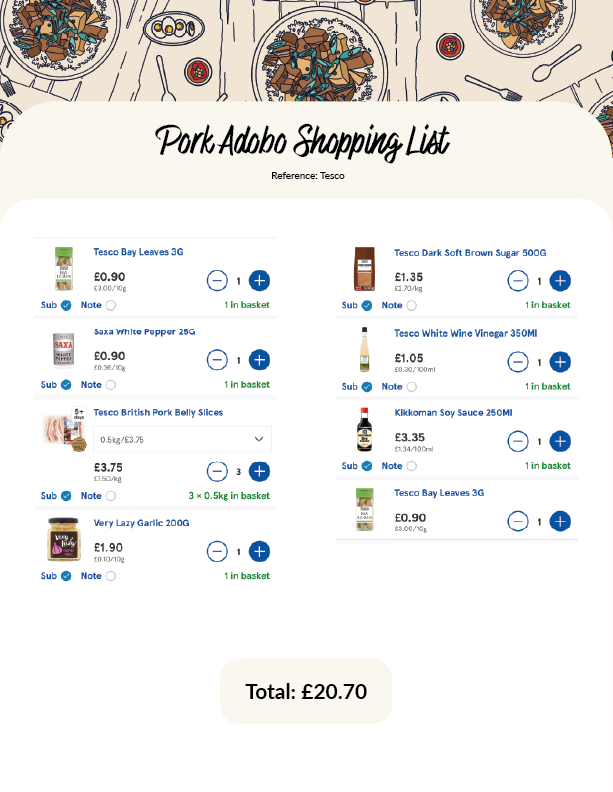 Pork Adobo Shopping List
Reference: Tesco
Tesco Bay Leaves 3G
£0.90
£3.00/10g
1
Sub
Note
1 in basket
Saxa White Pepper 25G
SAXA
WHITE PEPPER
£0.90
£0.36/10g
1
Sub
Note
1 in basket
5+
days
Tesco British Pork Belly Slices
0.5kg/£3.75
£3.75
£7.50/kg
3
Sub
Note
3 × 0.5kg in basket
Very Lazy Garlic 200G
Very Lazy
£1.90
£0.10/10g
1
Sub
Note
1 in basket
Tesco Dark Soft Brown Sugar 500G
£1.35
£2.70/kg
1
Sub
Note
1 in basket
Tesco White Wine Vinegar 350Ml
£1.05
£0.30/100ml
1
Sub
Note
1 in basket
Kikkoman Soy Sauce 250Ml
£3.35
£1.34/100ml
1
Sub
Note
1 in basket
Tesco Bay Leaves 3G
£0.90
£3.00/10g
1
Total: £20.70